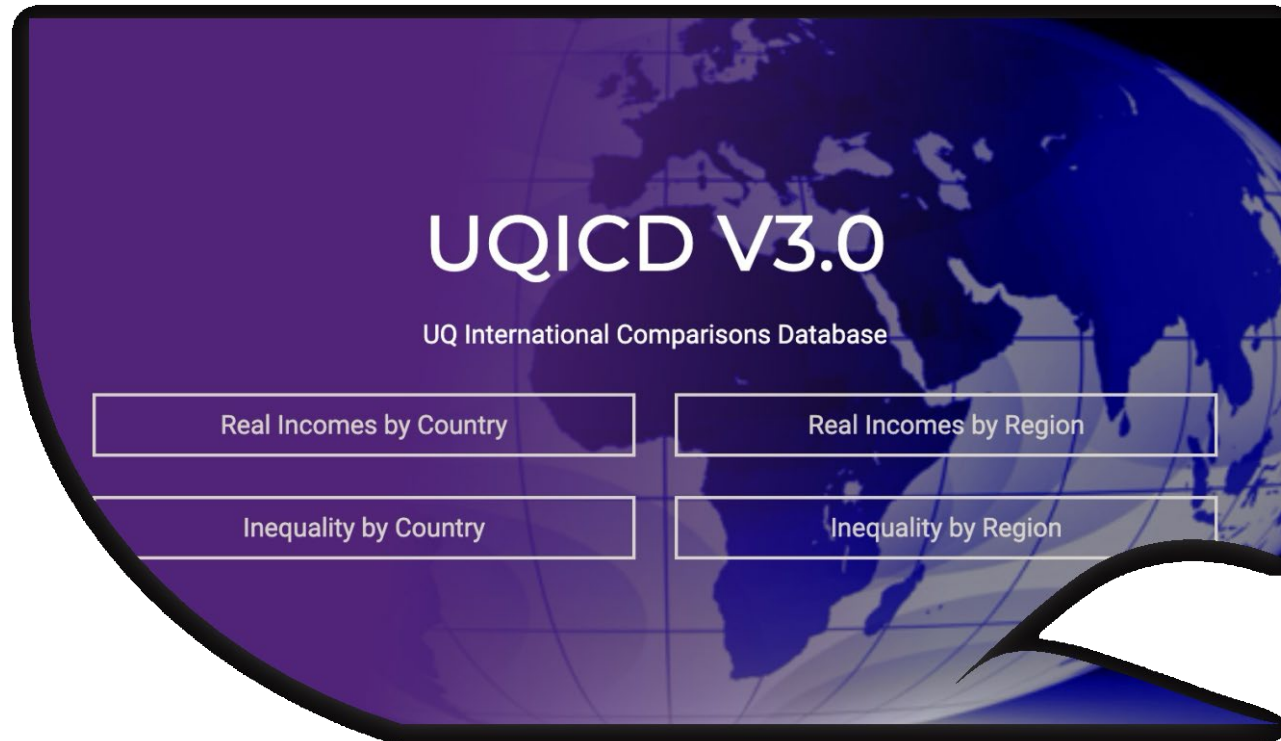 UQICD V3.0
UQ International Comparisons Database
Real Incomes by Country
Real Incomes by Region
Inequality by Country
Inequality by Region